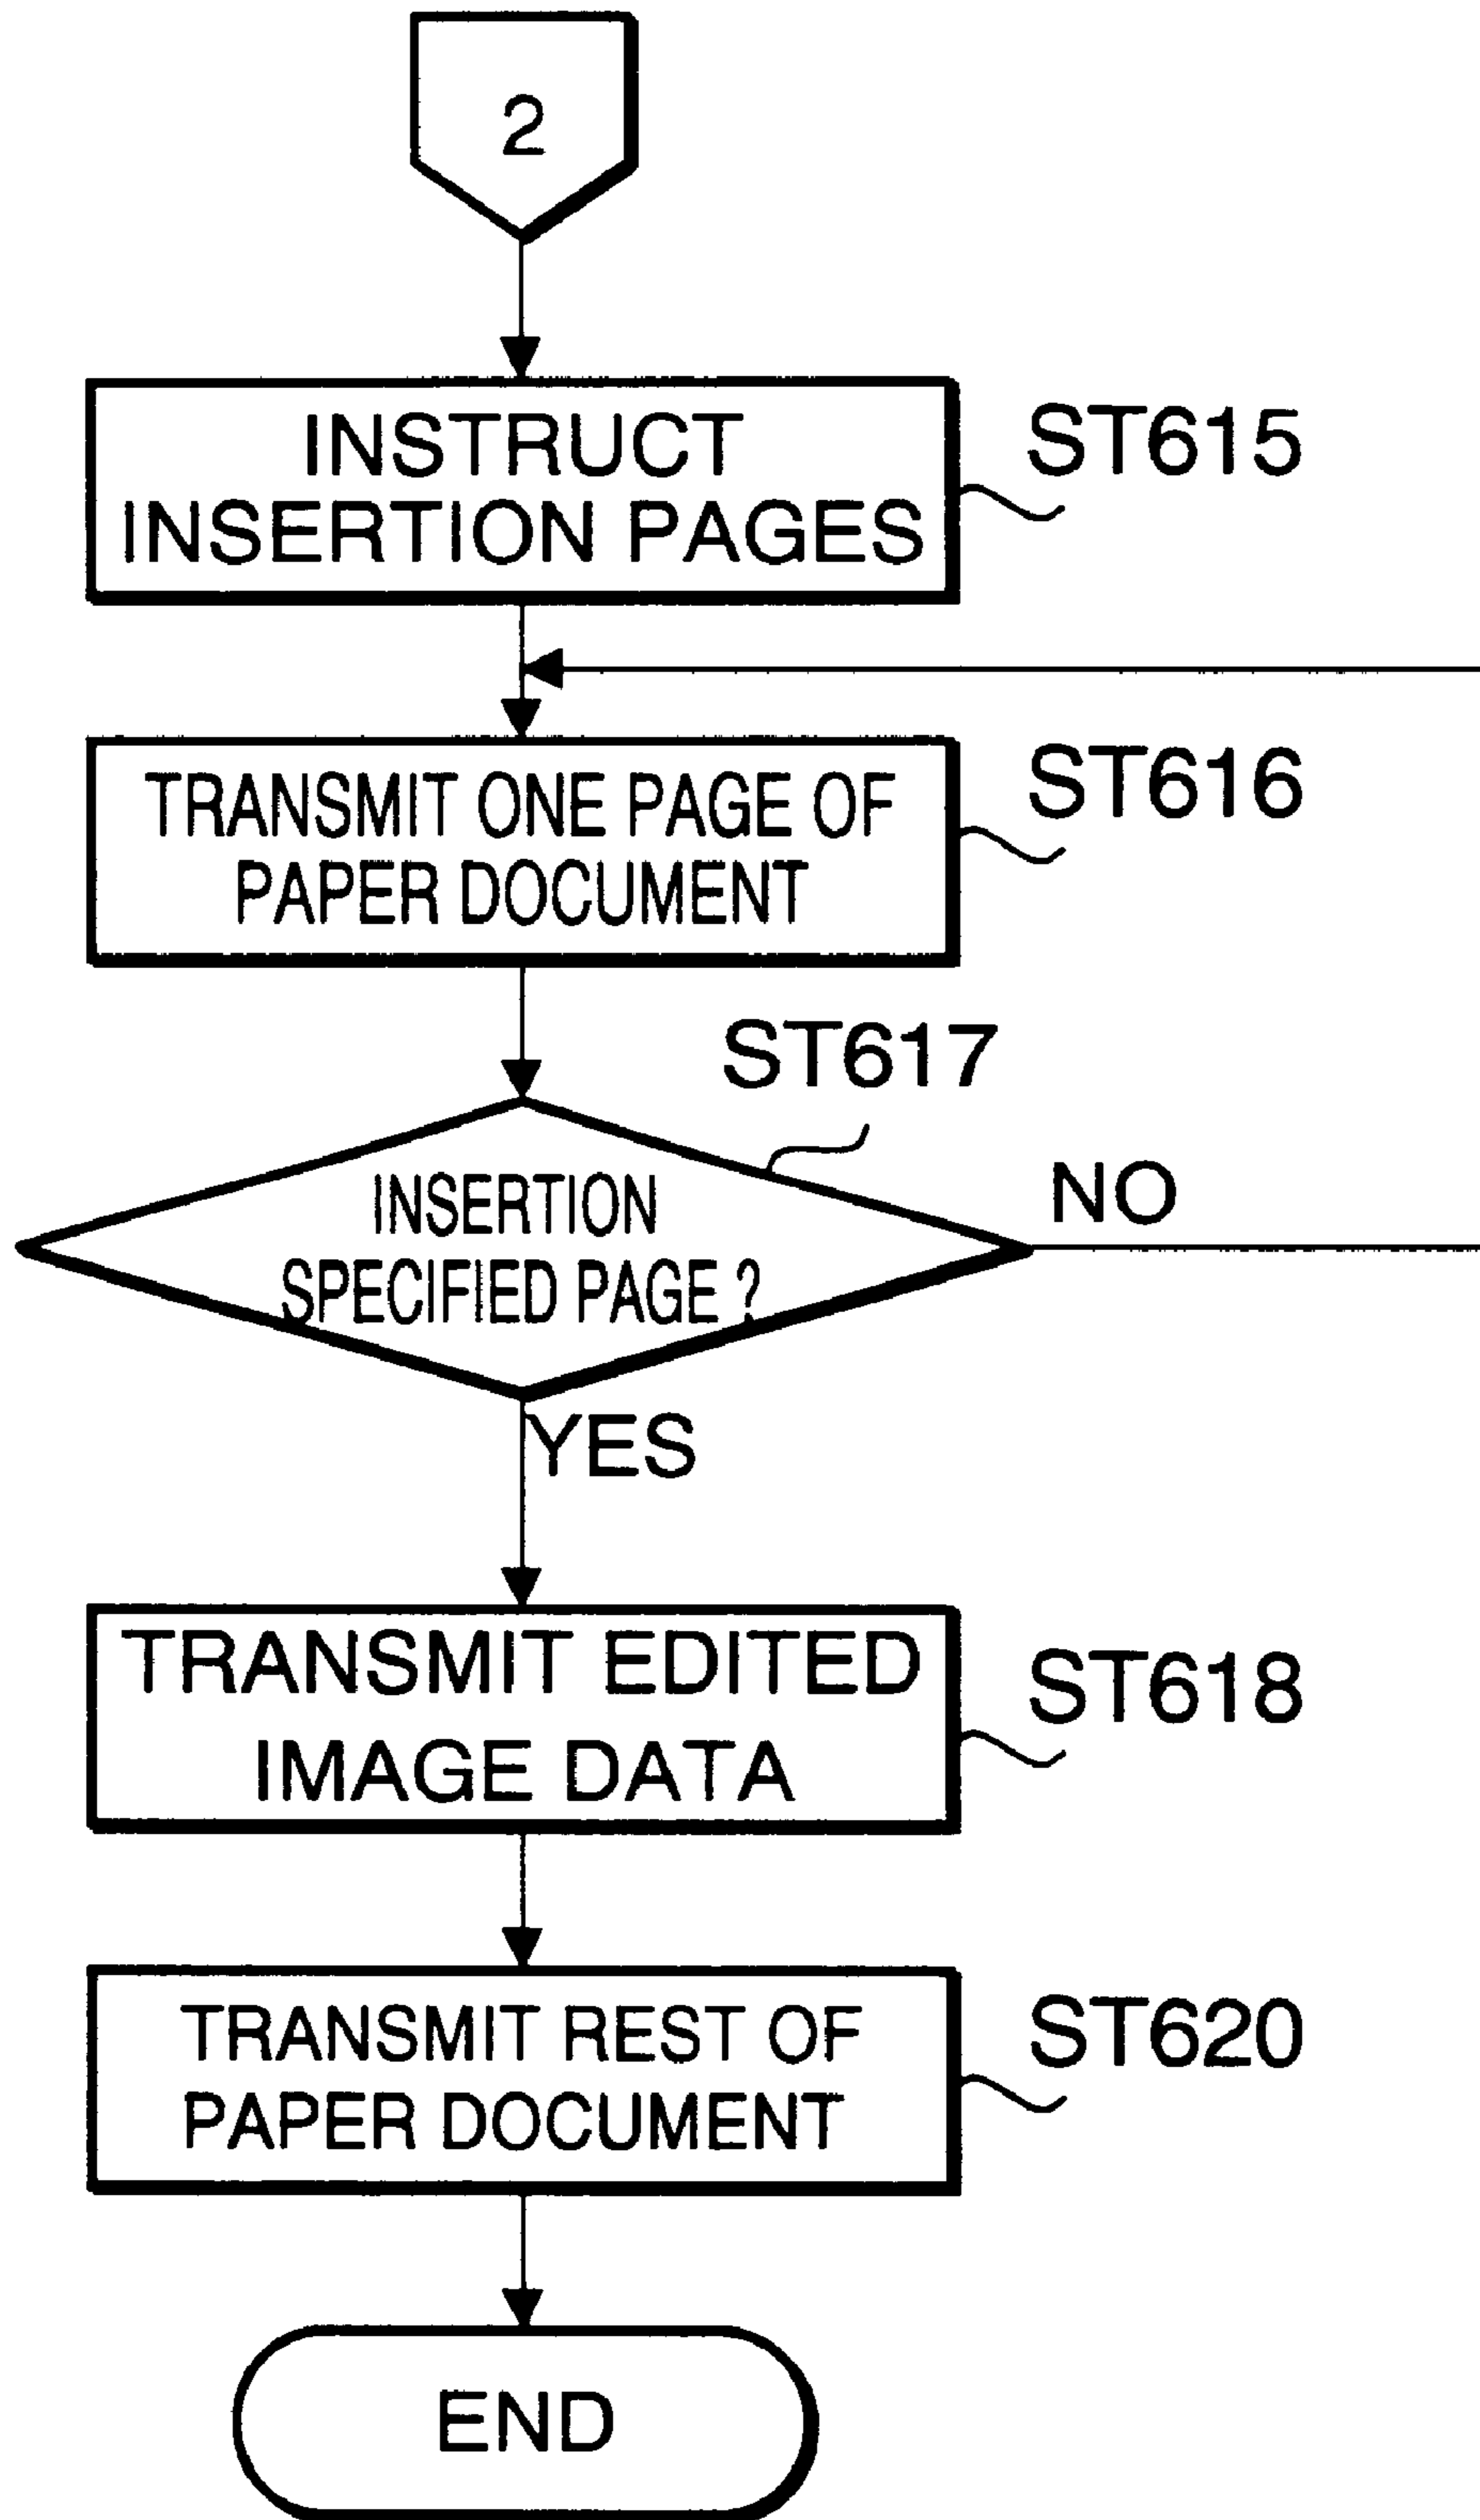 2
INSTRUCT
INSERTION PAGES
ST615
TRANSMIT ONE PAGE OF
PAPER DOCUMENT
ST616
ST617
INSERTION
SPECIFIED PAGE ?
NO
YES
TRANSMIT EDITED
IMAGE DATA
ST618
TRANSMIT REST OF
PAPER DOCUMENT
ST620
END